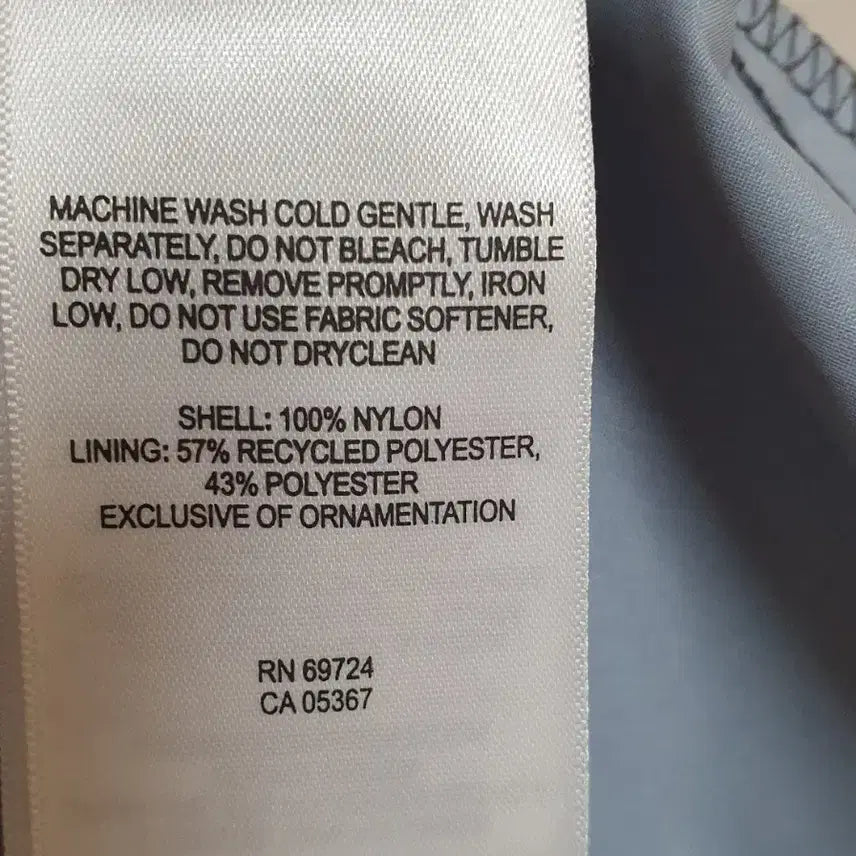 MACHINE WASH COLD GENTLE, WASH
SEPARATELY, DO NOT BLEACH, TUMBLE
DRY LOW, REMOVE PROMPTLY, IRON
LOW, DO NOT USE FABRIC SOFTENER,
DO NOT DRYCLEAN
SHELL: 100% NYLON
LINING: 57% RECYCLED POLYESTER,
43% POLYESTER
EXCLUSIVE OF ORNAMENTATION
RN 69724
CA 05367